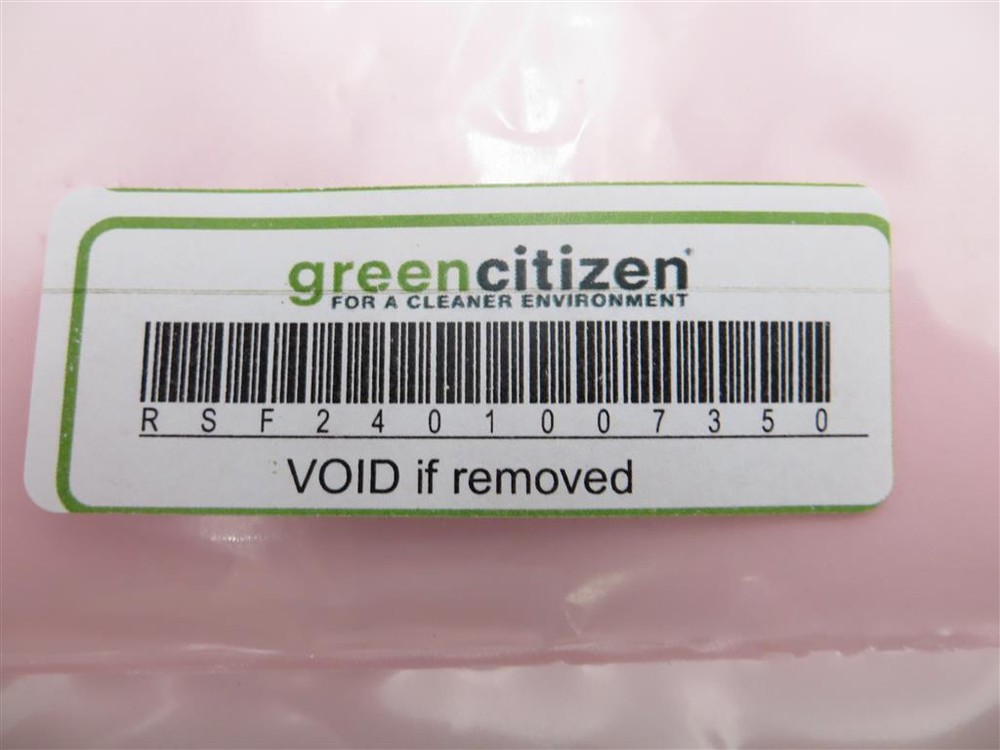 greencitizen
FOR A CLEANER ENVIRONMENT
RSF2401007350
VOID if removed